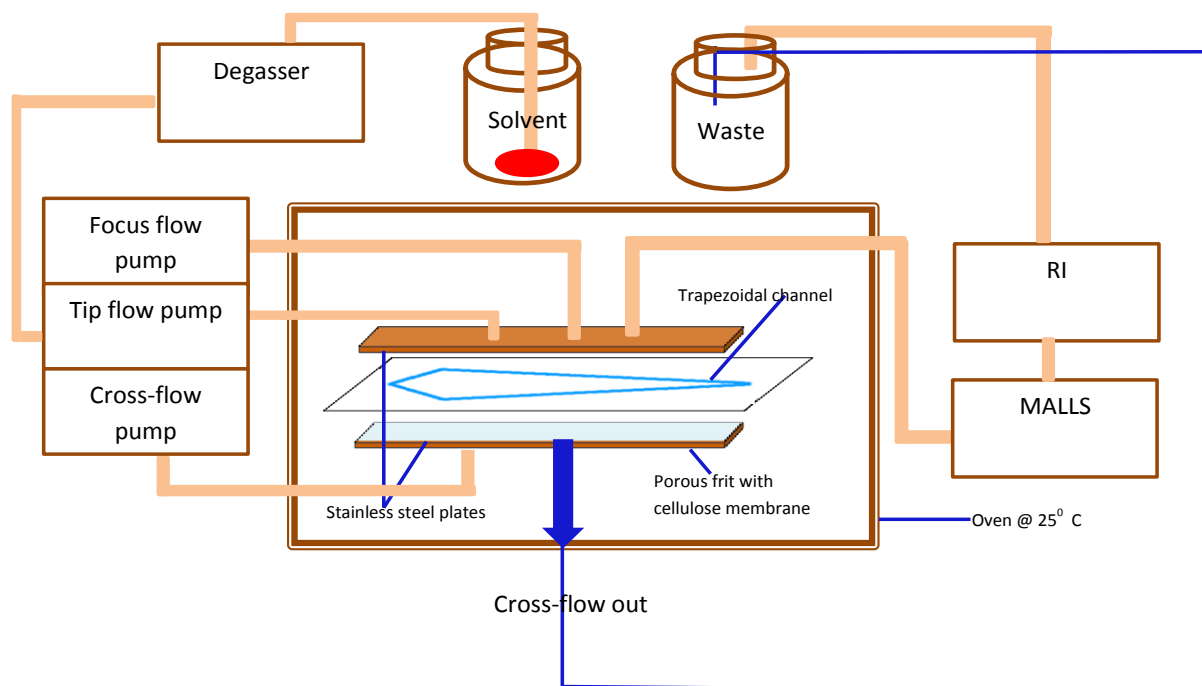 Degasser
Solvent
Waste
Focus flow
pump
Tip flow pump
Cross-flow
pump
RI
MALLS
Trapezoidal channel
Stainless steel plates
Porous frit with
cellulose membrane
Oven @ 25⁰ C
Cross-flow out